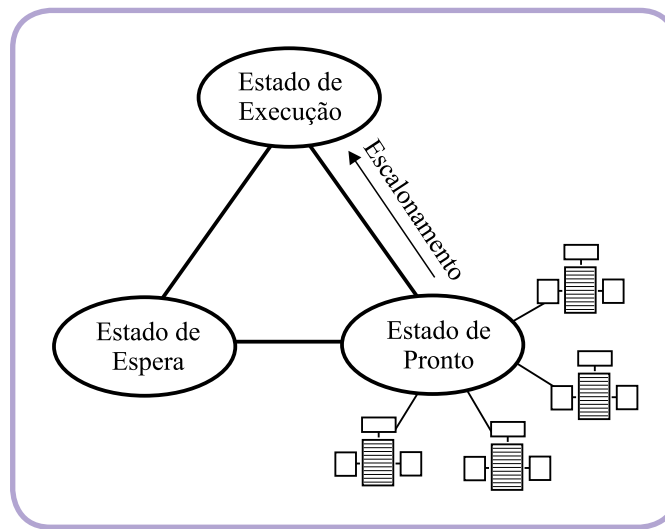 Estado de
Execução
Escalonamento
Estado de
Espera
Estado de
Pronto